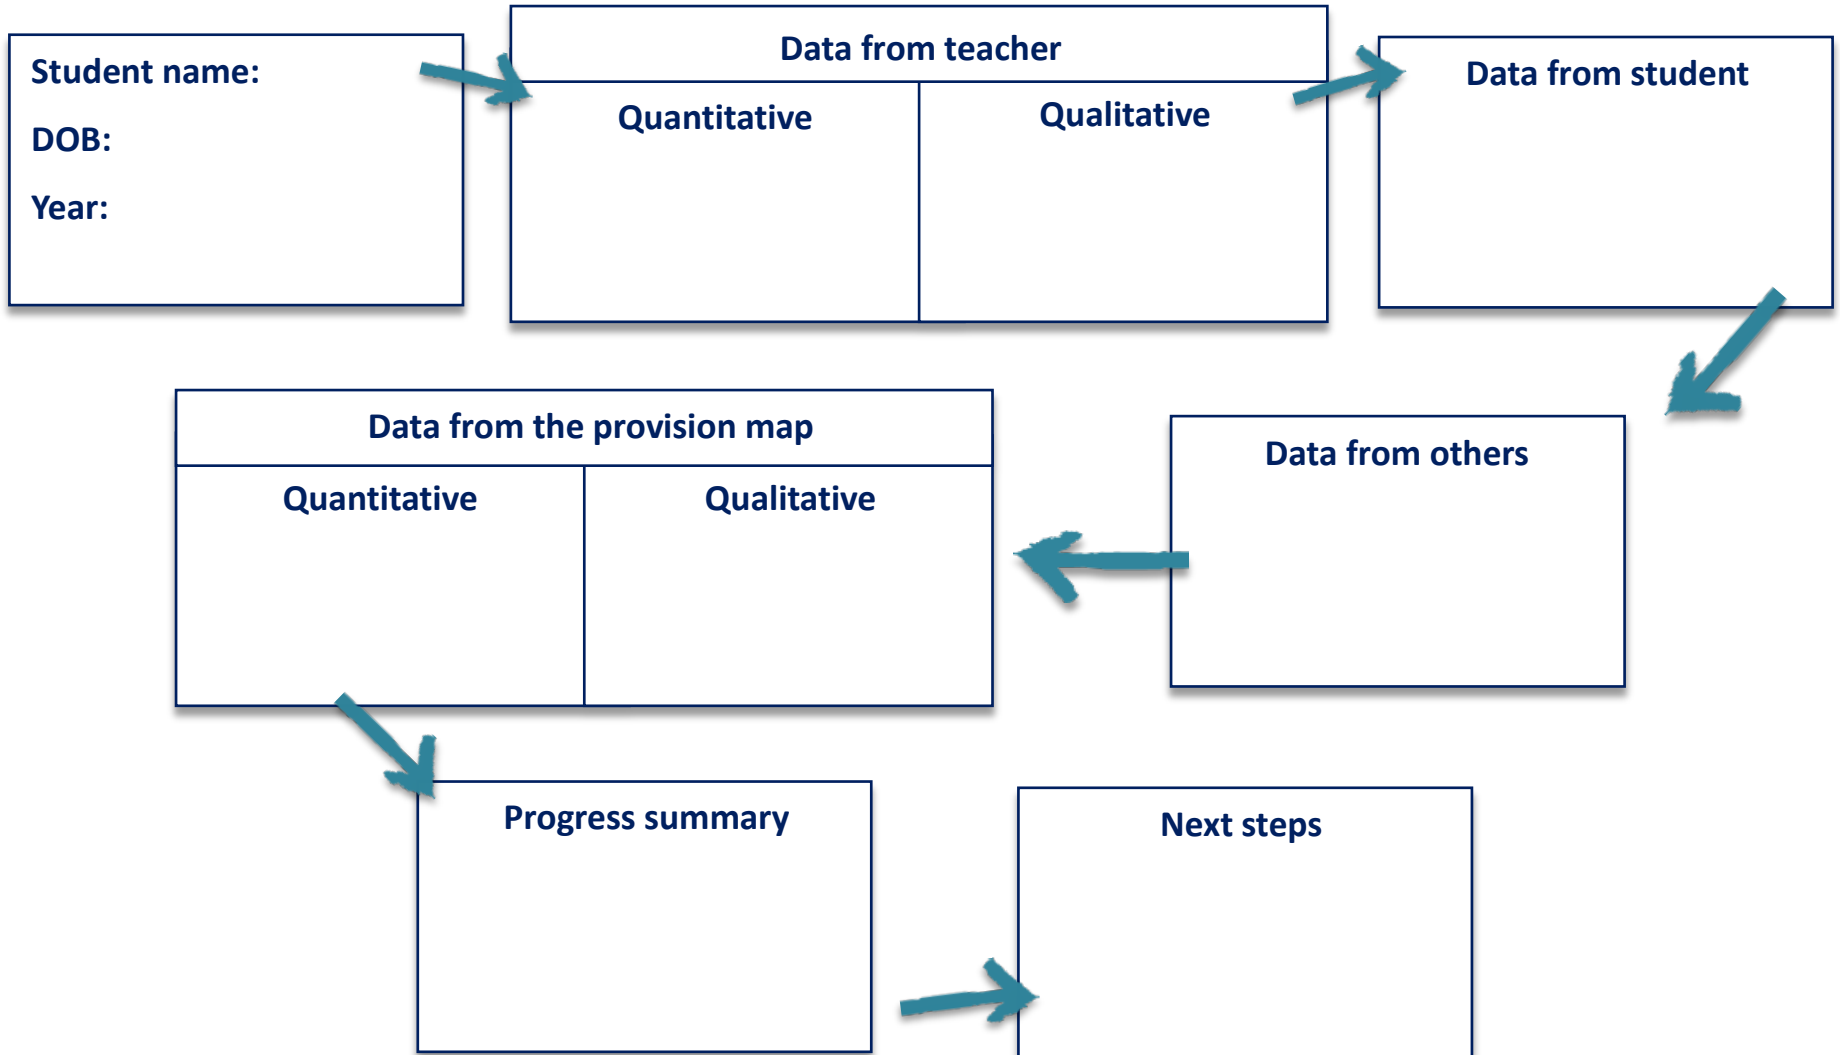 Student name:
DOB:
Year:
Data from teacher
Quantitative
Qualitative
Data from student
Data from others
Data from the provision map
Quantitative
Qualitative
Progress summary
Next steps